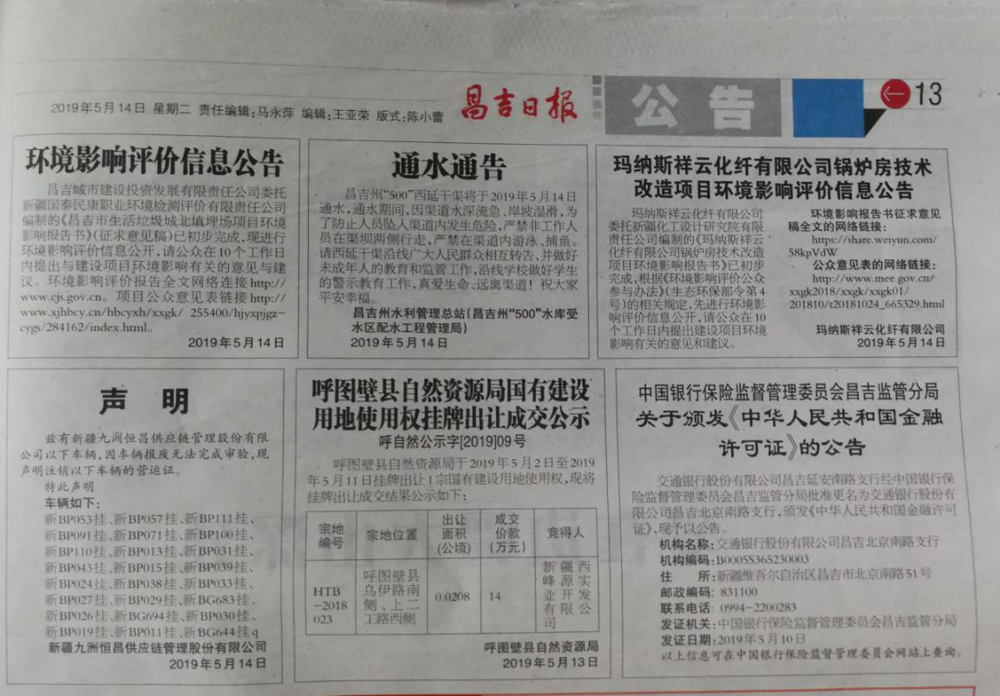 2019年5月14日 星期二 责任编辑:马永萍 编辑:王亚荣 版式:陈小蕾
昌吉日报
公告
13
环境影响评价信息公告
昌吉城市建设投资发展有限责任公司委托
新疆国泰民康职业环境检测评价有限责任公司
编制的《昌吉市生活垃圾城北填埋场项目环境
影响报告书》(征求意见稿)已初步完成,现进行
环境影响评价信息公开,请公众在10个工作日
内提出与建设项目环境影响有关的意见与建
议。环境影响评价报告全文网络连接http://
www.cjs.gov.cn。项目公众意见表链接http://
www.xjhbcy.cn/hbcyxh/xxgk/ 255400/hjyxpjgz-
cygs/284162/index.html。
2019年5月14日
通水通告
昌吉州“500”西延干渠将于2019年5月14日
通水,通水期间,因渠道水深流急、岸坡湿滑,为
了防止人员坠入渠道内发生危险,严禁非工作人
员在渠坝两侧行走,严禁在渠道内游泳、捕鱼。
请西延干渠沿线广大人民群众相互转告,并做好
未成年人的教育和监管工作,沿线学校做好学生
的警示教育工作,真爱生命、远离渠道!祝大家
平安幸福。
昌吉州水利管理总站(昌吉州“500”水库受
水区配水工程管理局)
2019年5月14日
玛纳斯祥云化纤有限公司锅炉房技术
改造项目环境影响评价信息公告
玛纳斯祥云化纤有限公司
委托新疆化工设计研究院有限
责任公司编制的《玛纳斯祥云
化纤有限公司锅炉房技术改造
项目环境影响报告书》已初步
完成,根据《环境影响评价公众
参与办法》(生态环保部令第4
号)的相关规定,先进行环境影
响评价信息公开,请公众在10
个工作日内提出建设项目环境
影响有关的意见和建议。
环境影响报告书征求意见
稿全文的网络链接:
https://share.weiyun.com/
58kpVdW
公众意见表的网络链接:
http://www.mee.gov.cn/
xxgk2018/xxgk/xxgk01/
201810/t20181024_665329.html
玛纳斯祥云化纤有限公司
2019年5月14日
声 明
兹有新疆九洲恒昌供应链管理股份有限
公司以下车辆,因车辆报废无法完成审验,现
声明注销以下车辆的营运证。
特此声明
车辆如下:
新BP053挂、新BP057挂、新BP111挂、
新BP091挂、新BP071挂、新BP100挂、
新BP110挂、新BP013挂、新BP031挂、
新BP043挂、新BP015挂、新BP039挂、
新BP024挂、新BP038挂、新BP033挂、
新BP027挂、新BP029挂、新BG683挂、
新BP026挂、新BG694挂、新BP030挂、
新BP019挂、新BP011挂、新BG644挂q
新疆九洲恒昌供应链管理股份有限公司
2019年5月14日
呼图壁县自然资源局国有建设
用地使用权挂牌出让成交公示
呼自然公示字[2019]09号
呼图壁县自然资源局于2019年5月2日至2019
年5月11日挂牌出让1宗国有建设用地使用权,现将
挂牌出让成交结果公示如下:
宗地
编号
宗地位置
出让
面积
(公顷)
成交
价款
(万元)
竞得人
HTB
-2018
023
呼图壁县
乌伊路南
侧、上二
工路西侧
0.0208
14
新疆西
峰源实
业开发
有限公
司
呼图壁县自然资源局
2019年5月13日
中国银行保险监督管理委员会昌吉监管分局
关于颁发《中华人民共和国金融
许可证》的公告
交通银行股份有限公司昌吉延安南路支行经中国银行保
险监督管理委员会昌吉监管分局批准更名为交通银行股份有
限公司昌吉北京南路支行,颁发《中华人民共和国金融许可
证》,现予以公告。
机构名称:交通银行股份有限公司昌吉北京南路支行
机构编码:B0005S365230003
住 所:新疆维吾尔自治区昌吉市北京南路51号
邮政编码: 831100
联系电话: 0994-2200283
发证机关:中国银行保险监督管理委员会昌吉监管分局
发证日期:2019年5月10日
以上信息可在中国银行保险监督管理委员会网站上查询。